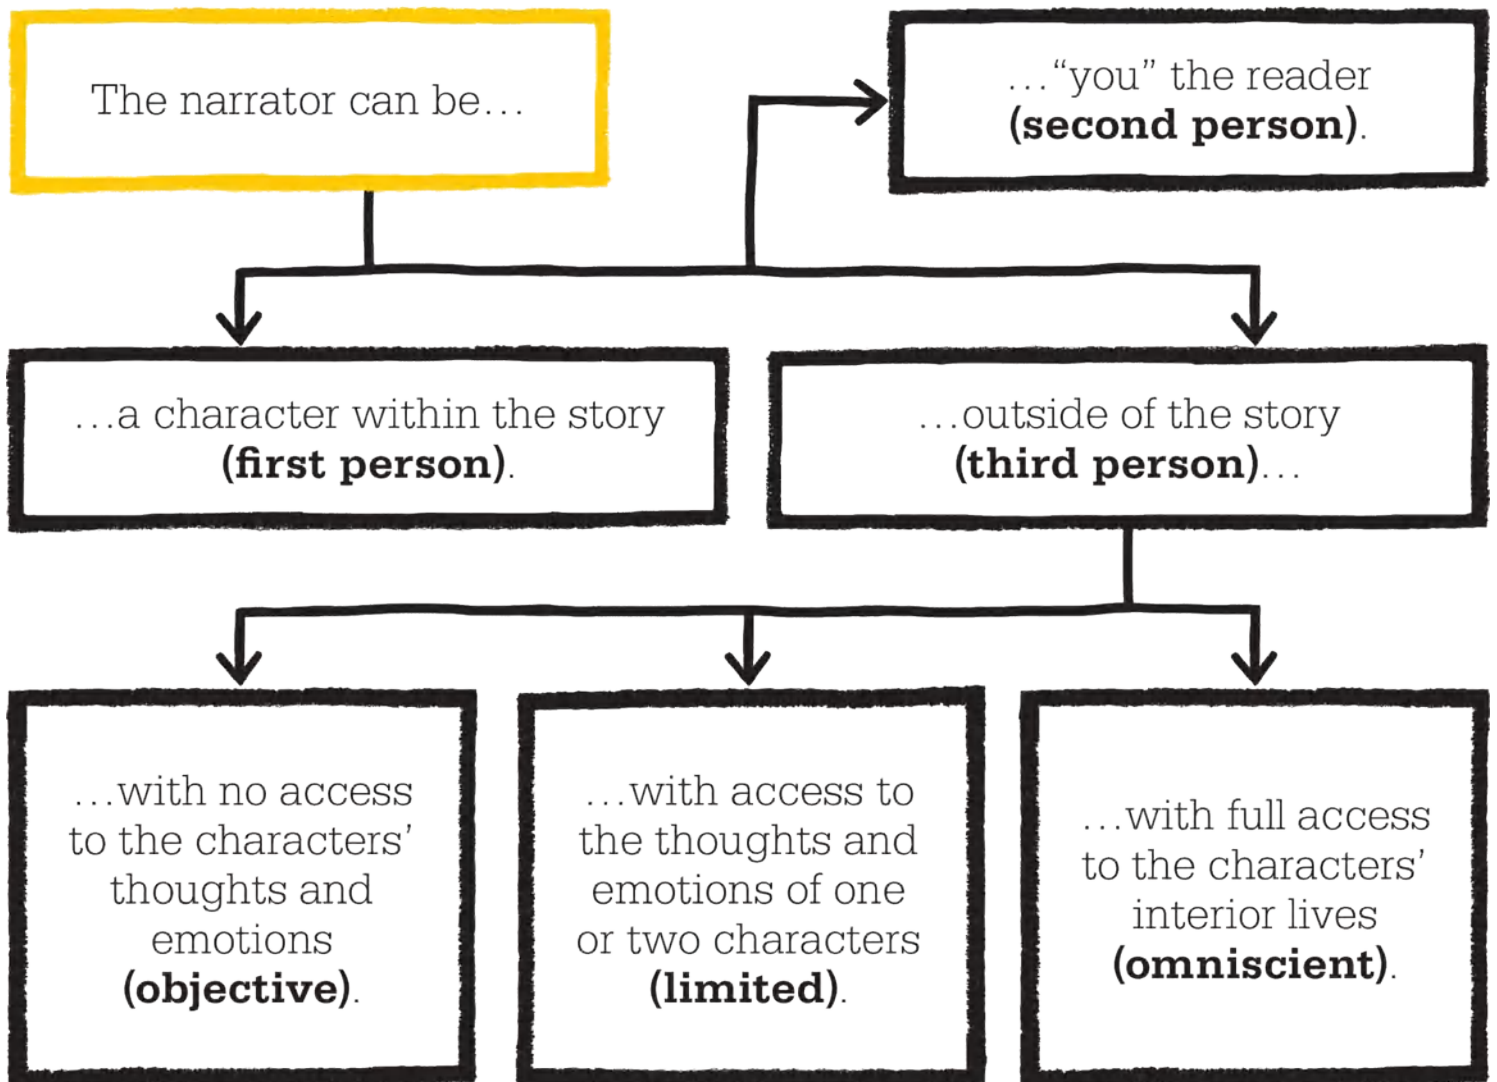 The narrator can be…
…“you” the reader
(second person).
…a character within the story
(first person).
…outside of the story
(third person)…
…with no access
to the characters’
thoughts and
emotions
(objective).
…with access to
the thoughts and
emotions of one
or two characters
(limited).
…with full access
to the characters’
interior lives
(omniscient).